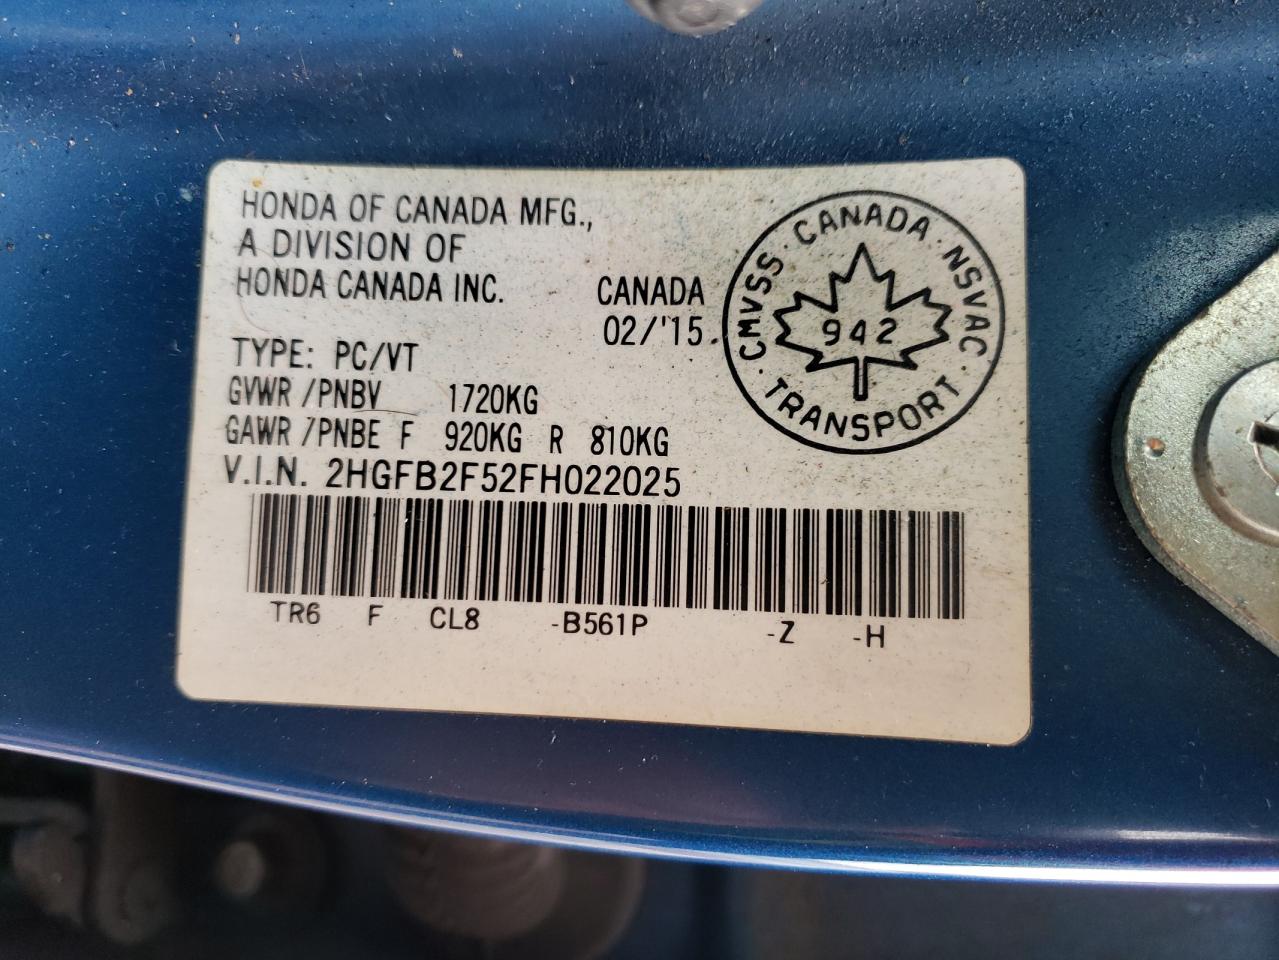 HONDA OF CANADA MFG.,
A DIVISION OF
HONDA CANADA INC.
CANADA
02/'15
TYPE: PC/VT
GVWR /PNBV 1720KG
GAWR /PNBE F 920KG R 810KG
V.I.N. 2HGFB2F52FH022025
TR6 F CL8 -B561P -Z -H
CMVSS · CANADA · NSVAC · TRANSPORT ·
942